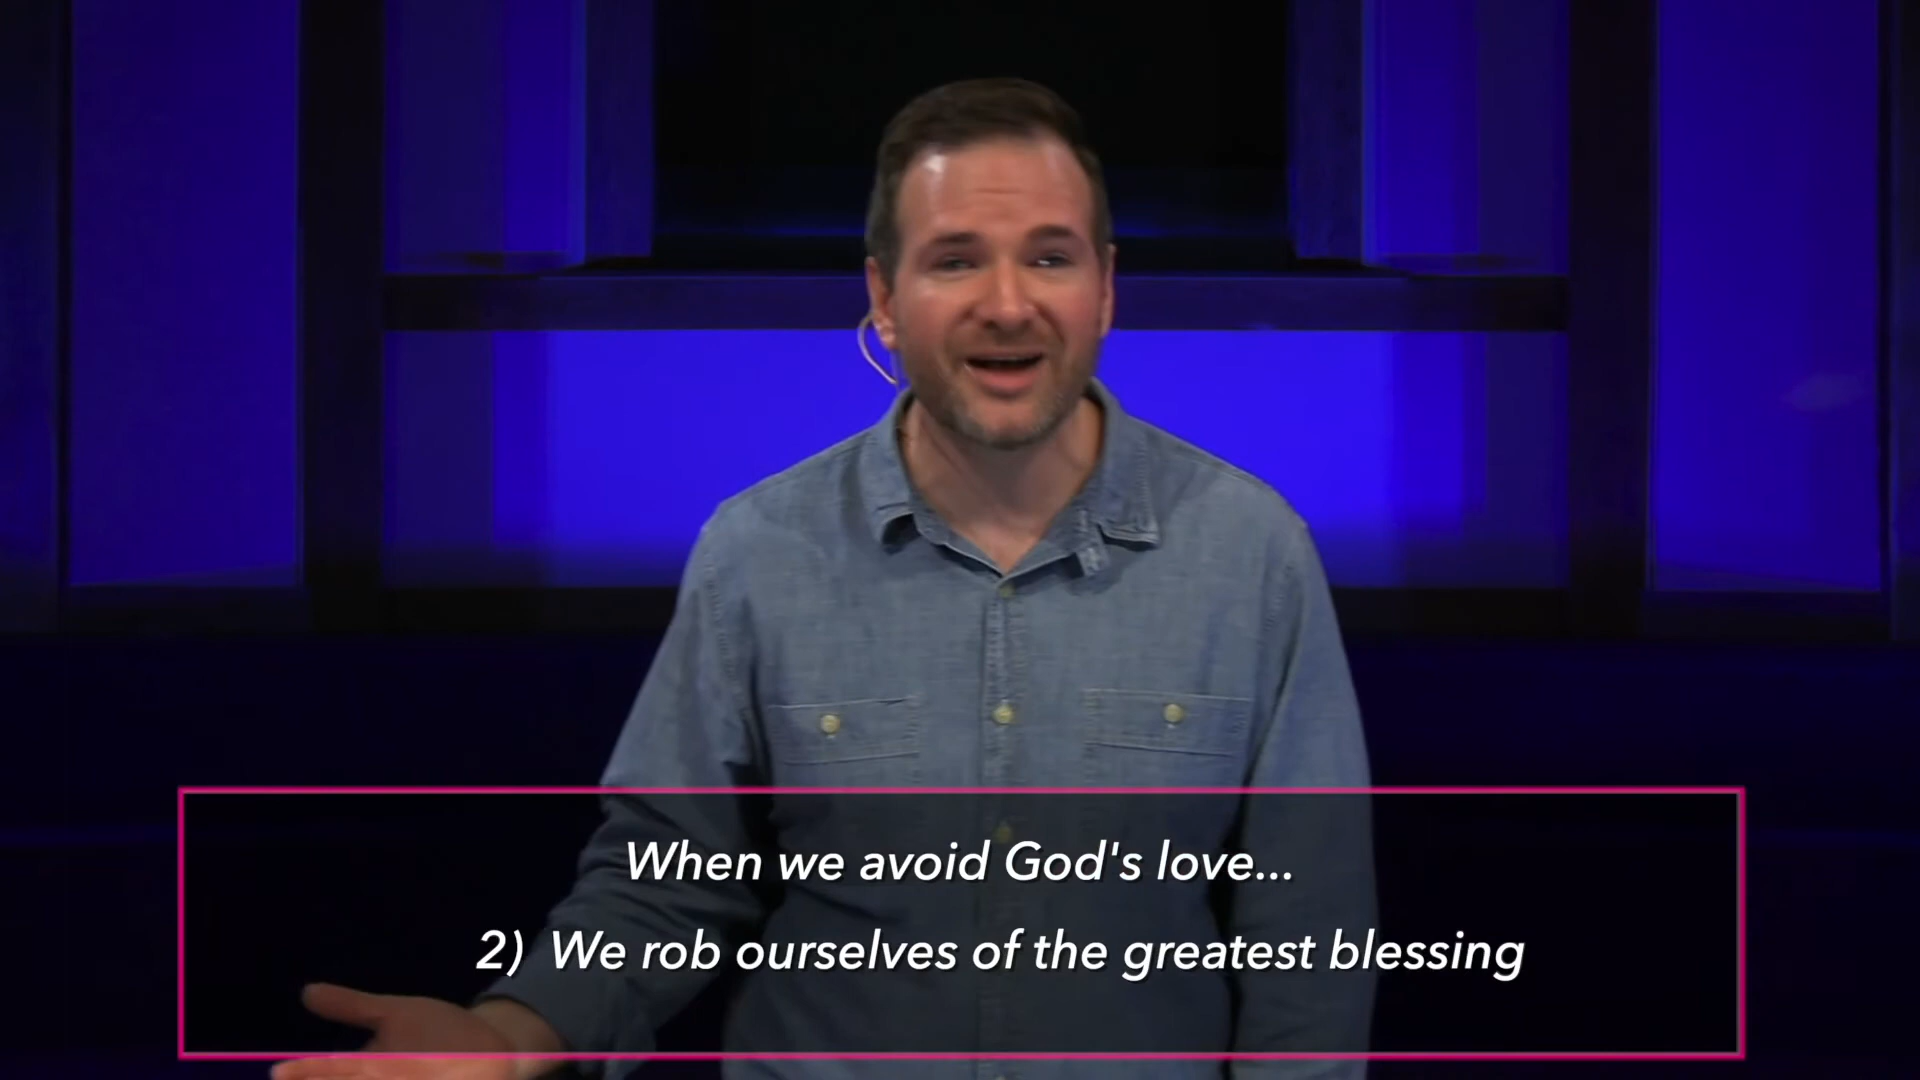 When we avoid God's love...
2) We rob ourselves of the greatest blessing